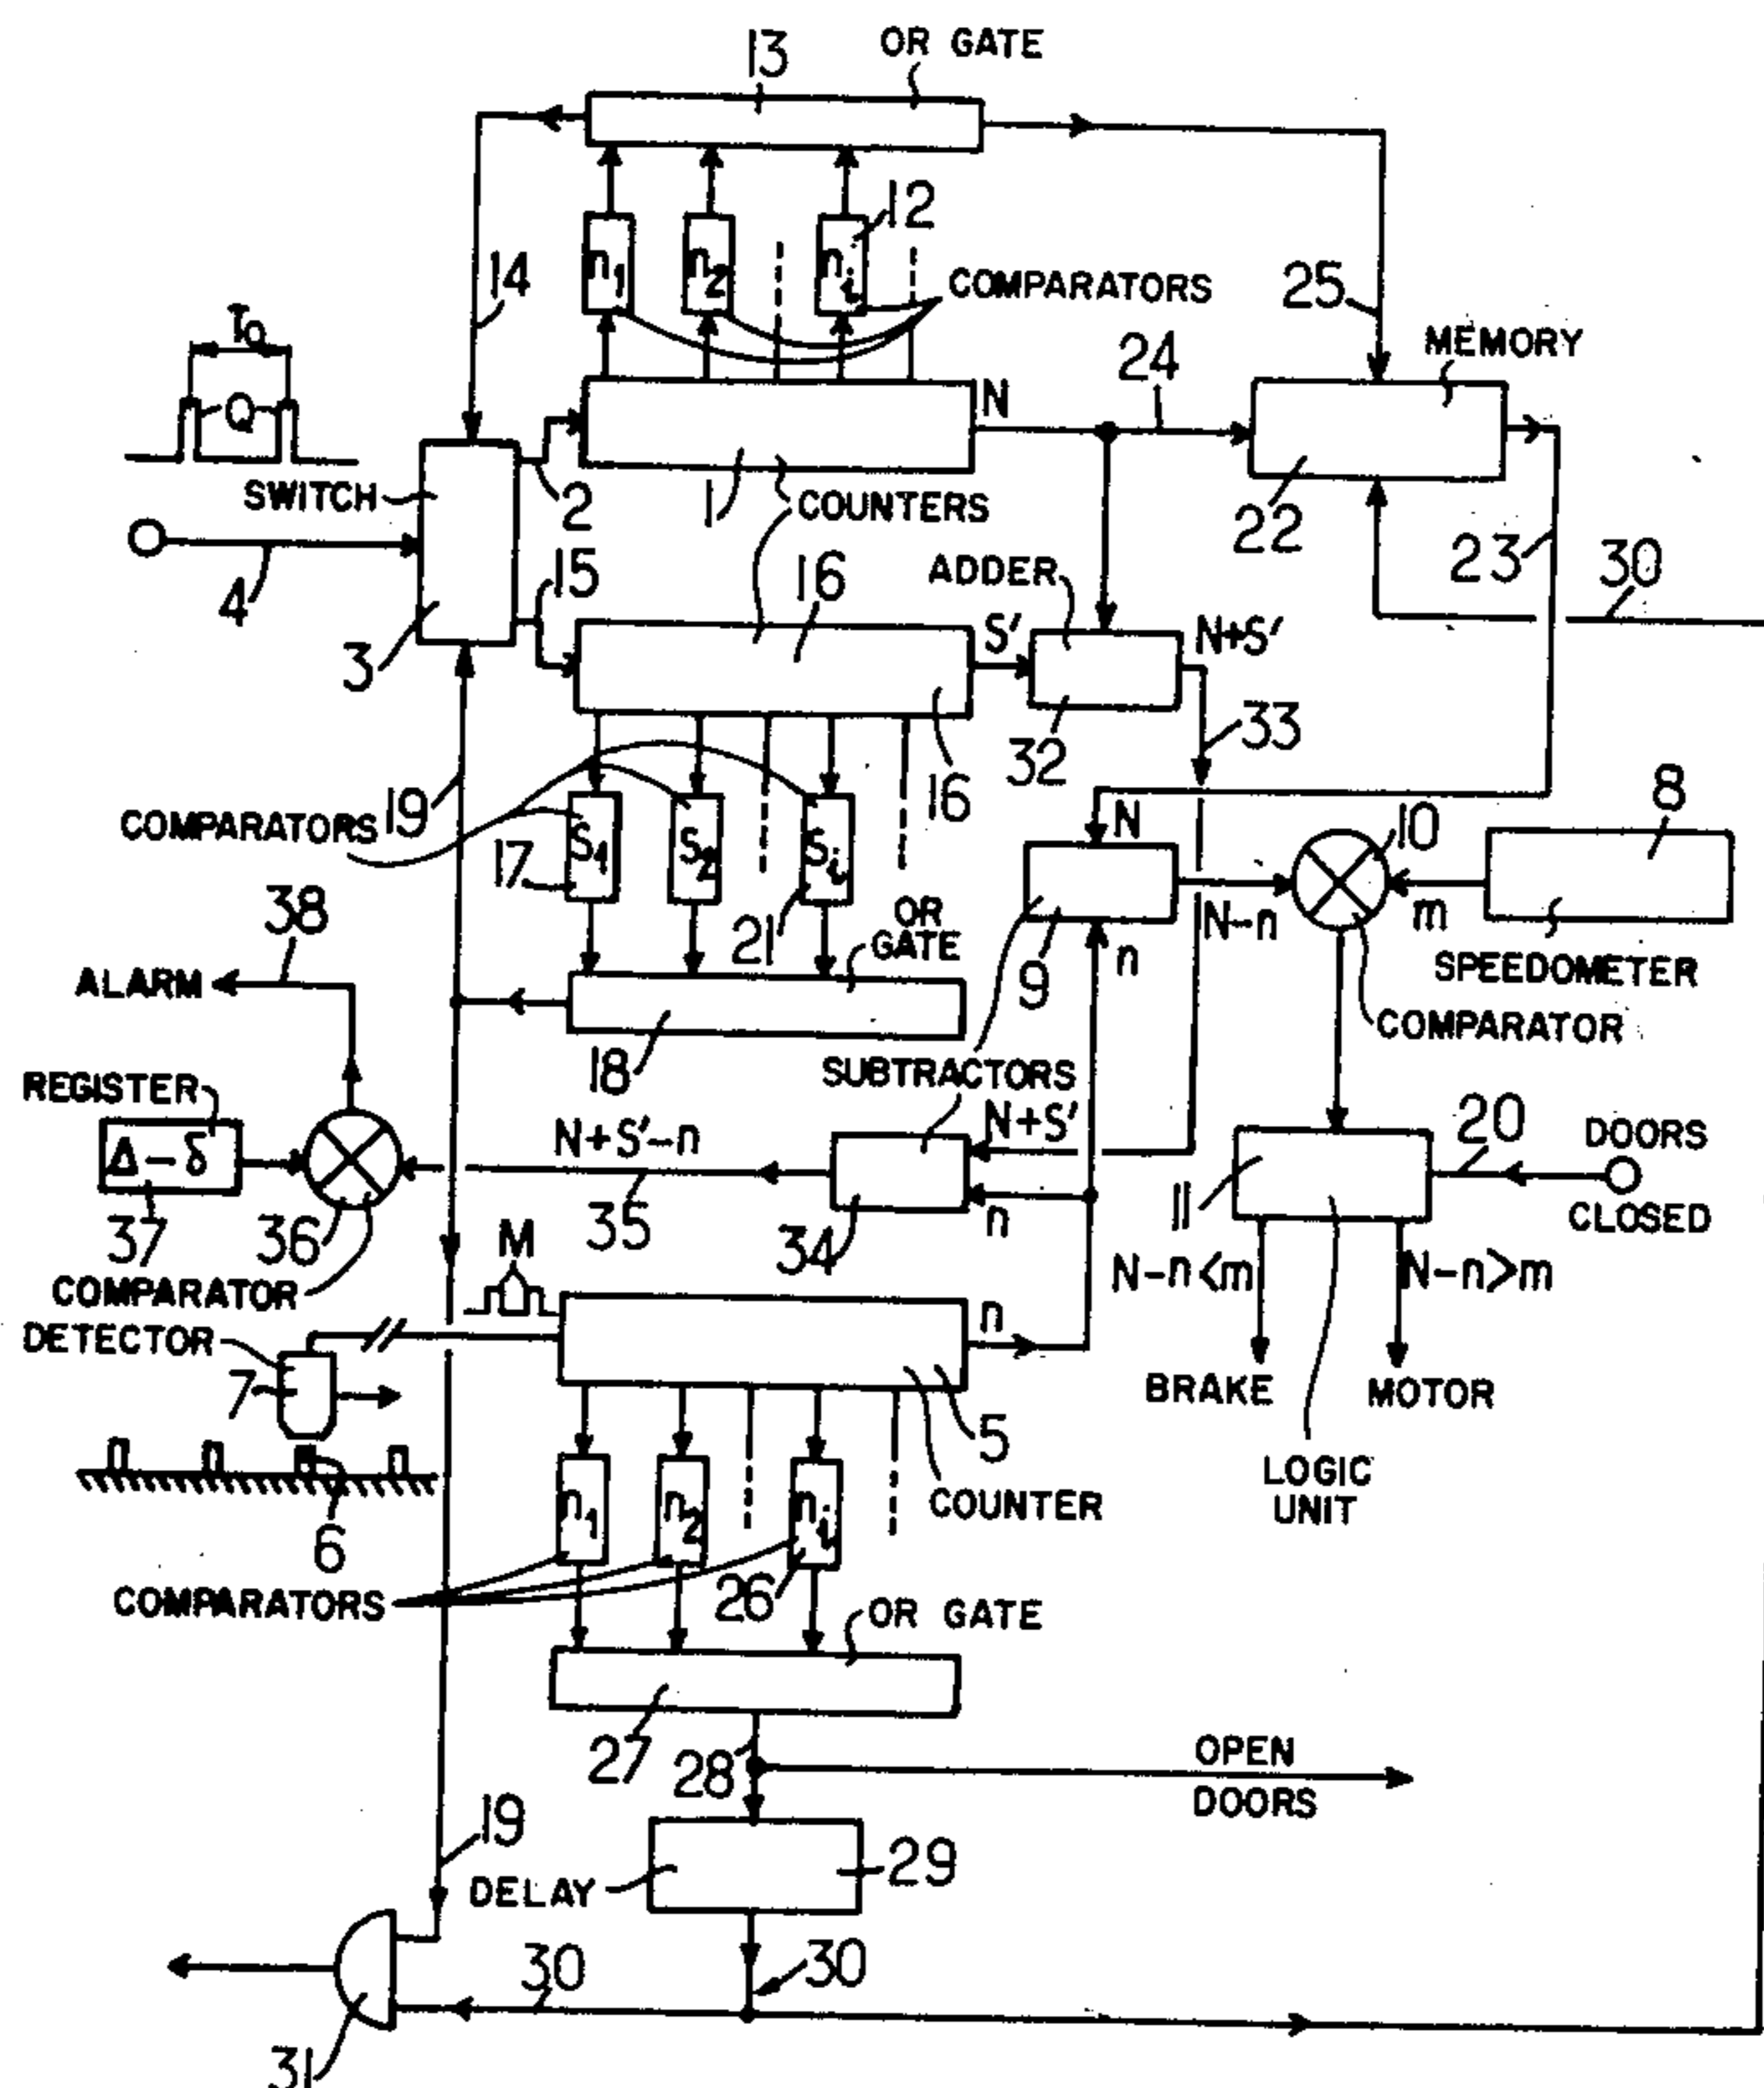 13
OR GATE
12
n1
n2
ni
COMPARATORS
14
25
TQ
Q
MEMORY
24
N
SWITCH
2
1
COUNTERS
22
23
30
4
15
16
ADDER
3
S'
N+S'
32
33
16
8
COMPARATORS
19
17
S1
S2
Si
N
10
38
21
OR
GATE
N-n
m
ALARM
9
n
SPEEDOMETER
COMPARATOR
18
SUBTRACTORS
REGISTER
N+S'-n
N+S'
20
DOORS
CLOSED
Δ-δ
37
36
35
34
n
11
M
N-n<m
N-n>m
COMPARATOR
DETECTOR
n
7
BRAKE
MOTOR
5
6
n1
n2
ni
COUNTER
LOGIC
UNIT
COMPARATORS
26
OR GATE
27
28
OPEN
DOORS
19
DELAY
29
30
30
31